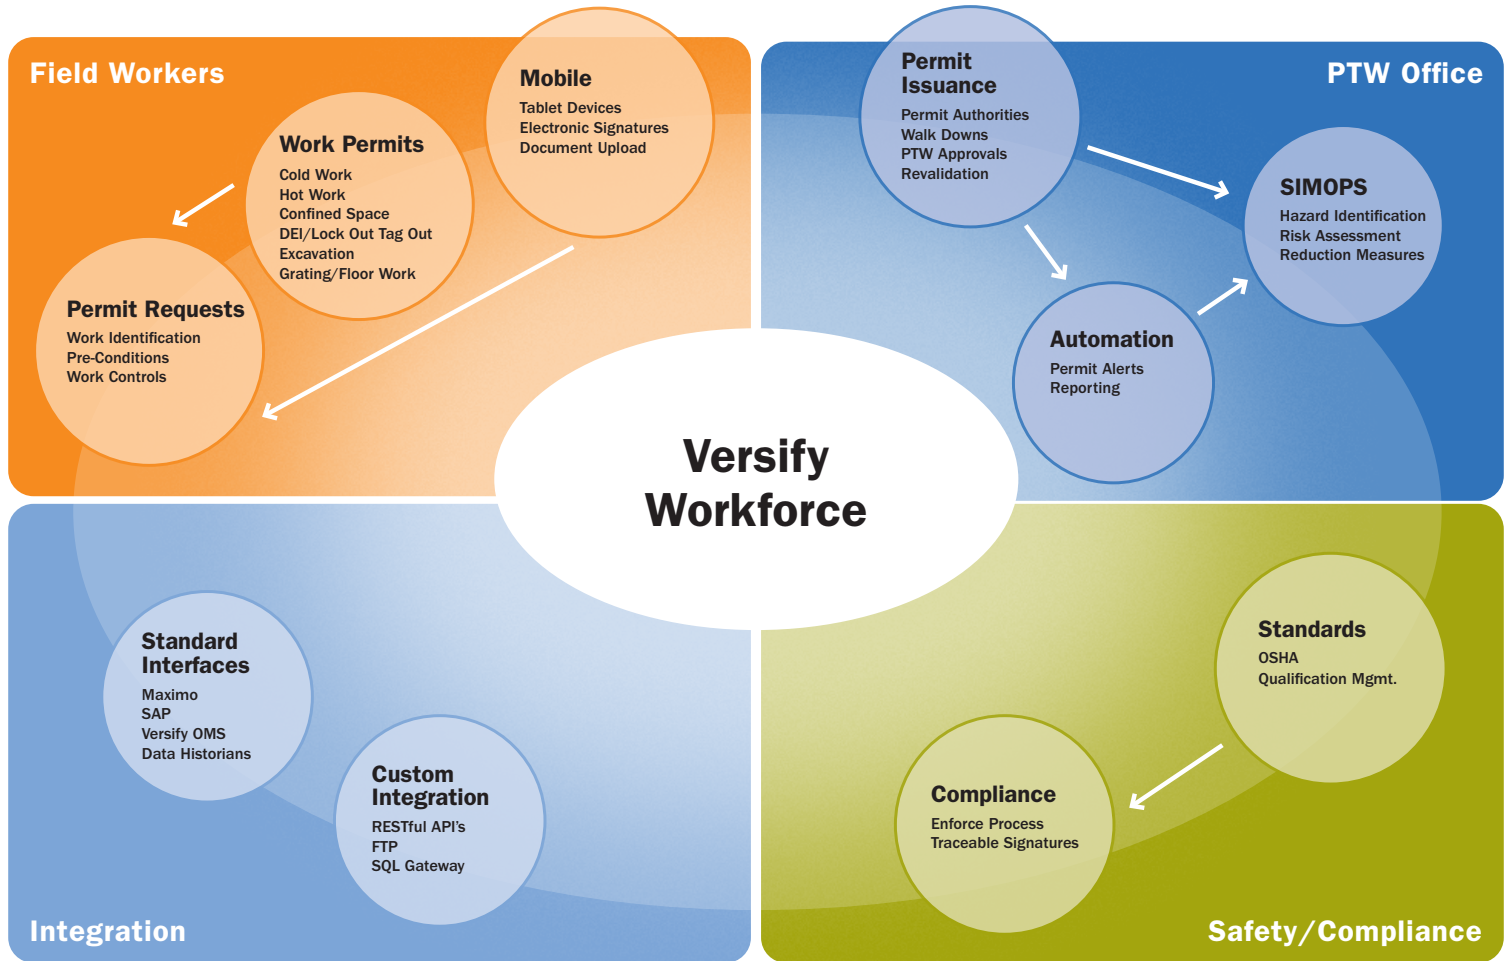 Field Workers
Mobile
Tablet Devices
Electronic Signatures
Document Upload
Work Permits
Cold Work
Hot Work
Confined Space
DEI/Lock Out Tag Out
Excavation
Grating/Floor Work
Permit Requests
Work Identification
Pre-Conditions
Work Controls
PTW Office
Permit
Issuance
Permit Authorities
Walk Downs
PTW Approvals
Revalidation
SIMOPS
Hazard Identification
Risk Assessment
Reduction Measures
Automation
Permit Alerts
Reporting
Versify
Workforce
Standard
Interfaces
Maximo
SAP
Versify OMS
Data Historians
Custom
Integration
RESTful API's
FTP
SQL Gateway
Integration
Standards
OSHA
Qualification Mgmt.
Compliance
Enforce Process
Traceable Signatures
Safety/Compliance